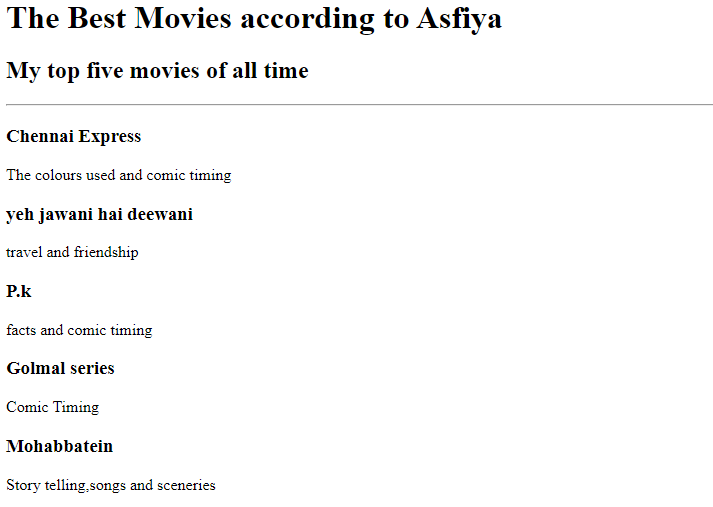 The Best Movies according to Asfiya
My top five movies of all time
Chennai Express
The colours used and comic timing
yeh jawani hai deewani
travel and friendship
P.k
facts and comic timing
Golmal series
Comic Timing
Mohabbatein
Story telling,songs and sceneries